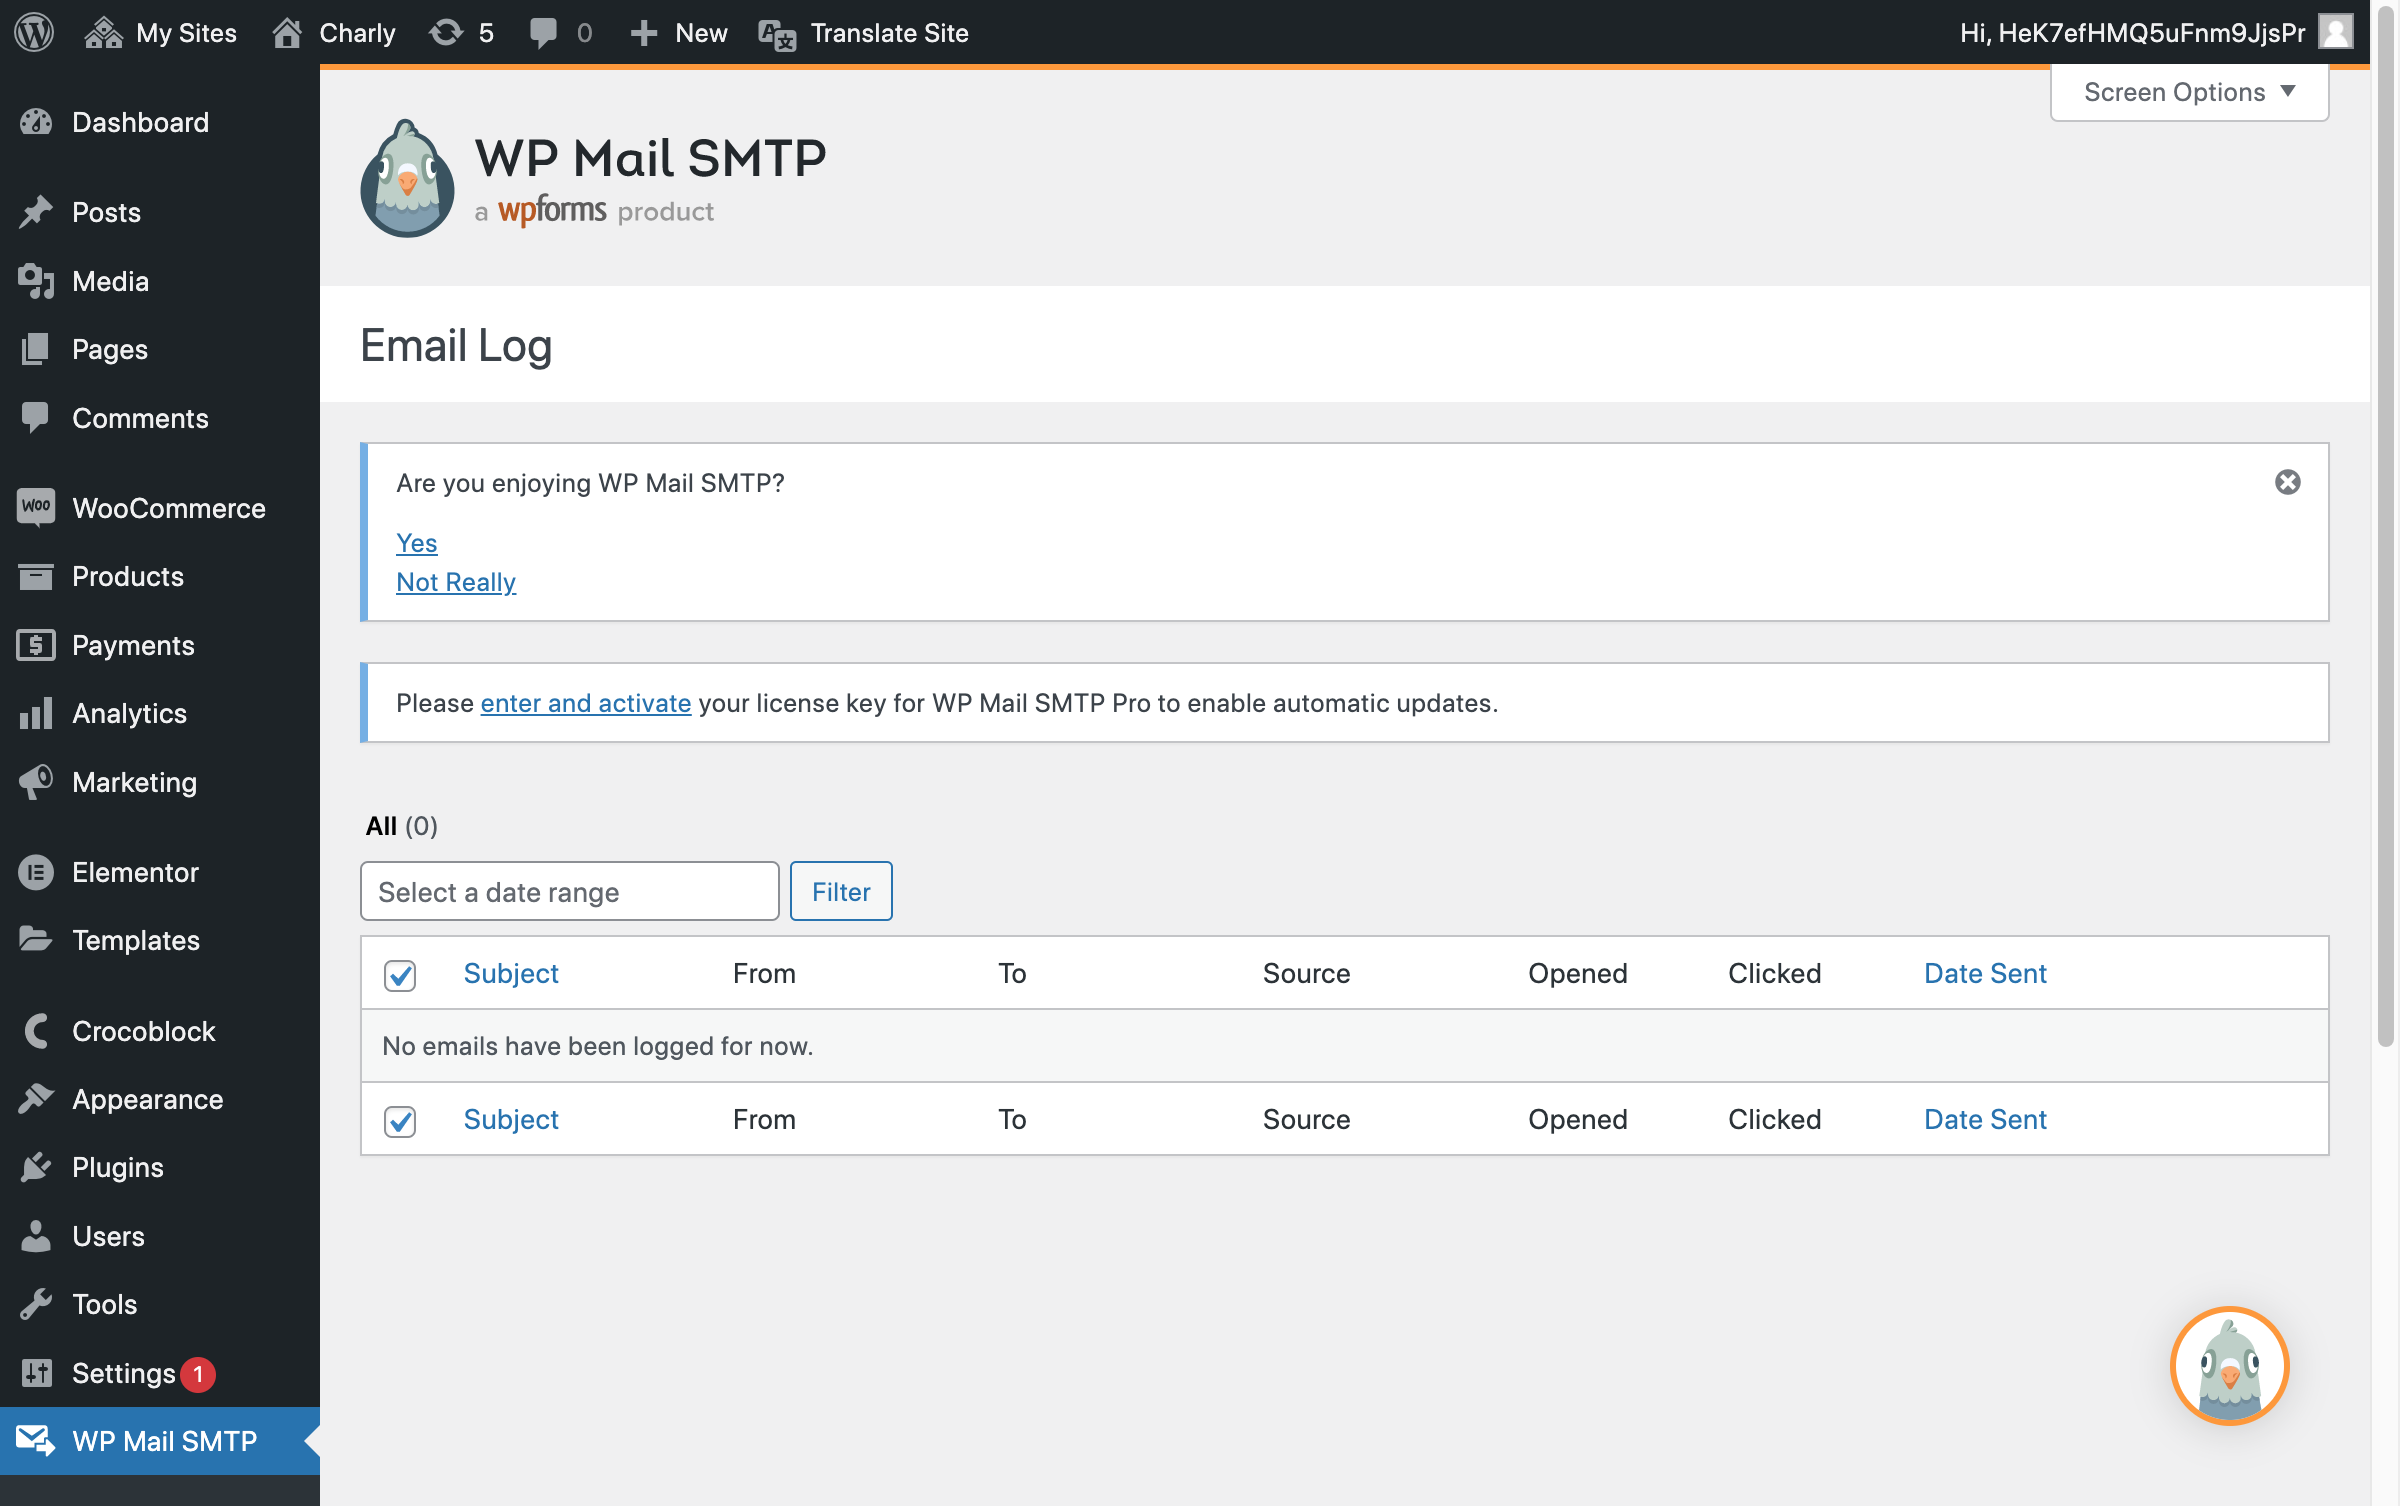 My Sites
Charly
5
0
New
Translate Site
Hi, HeK7efHMQ5uFnm9JjsPr
Screen Options
Dashboard
Posts
Media
Pages
Comments
Woo WooCommerce
Products
Payments
Analytics
Marketing
Elementor
Templates
Crocoblock
Appearance
Plugins
Users
Tools
Settings 1
WP Mail SMTP
WP Mail SMTP
a wpforms product
Email Log
Are you enjoying WP Mail SMTP?
Yes
Not Really
Please enter and activate your license key for WP Mail SMTP Pro to enable automatic updates.
All (0)
Select a date range
Filter
Subject From To Source Opened Clicked Date Sent
No emails have been logged for now.
Subject From To Source Opened Clicked Date Sent